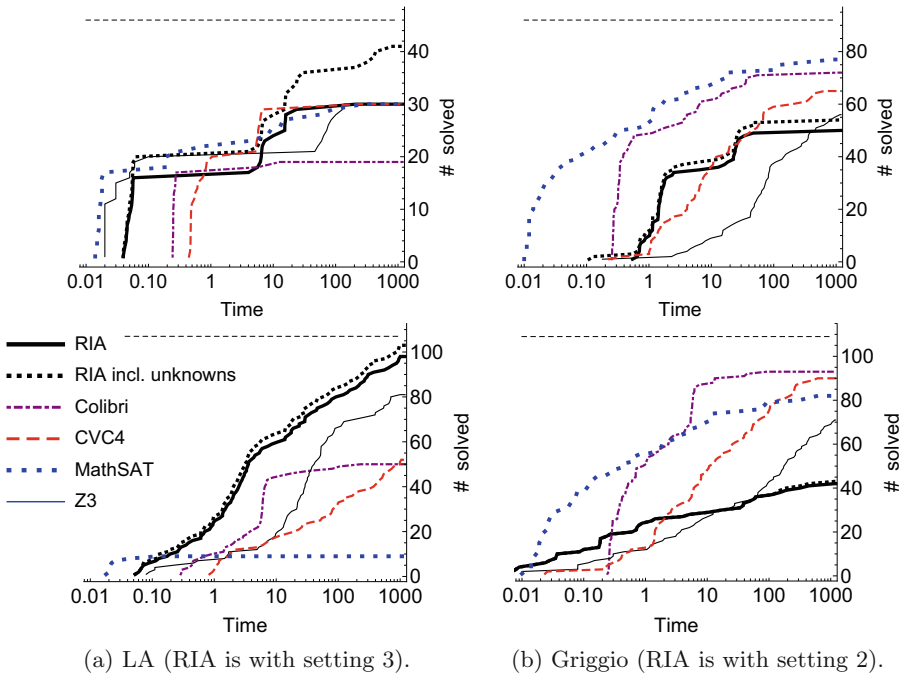 40
30
20
10
0
# solved
0.01 0.10 1 10 100 1000
Time
80
60
40
20
0
# solved
0.01 0.10 1 10 100 1000
Time
RIA
RIA incl. unknowns
Colibri
CVC4
MathSAT
Z3
100
80
60
40
20
0
# solved
0.01 0.10 1 10 100 1000
Time
100
80
60
40
20
0
# solved
0.01 0.10 1 10 100 1000
Time
(a) LA (RIA is with setting 3).
(b) Griggio (RIA is with setting 2).